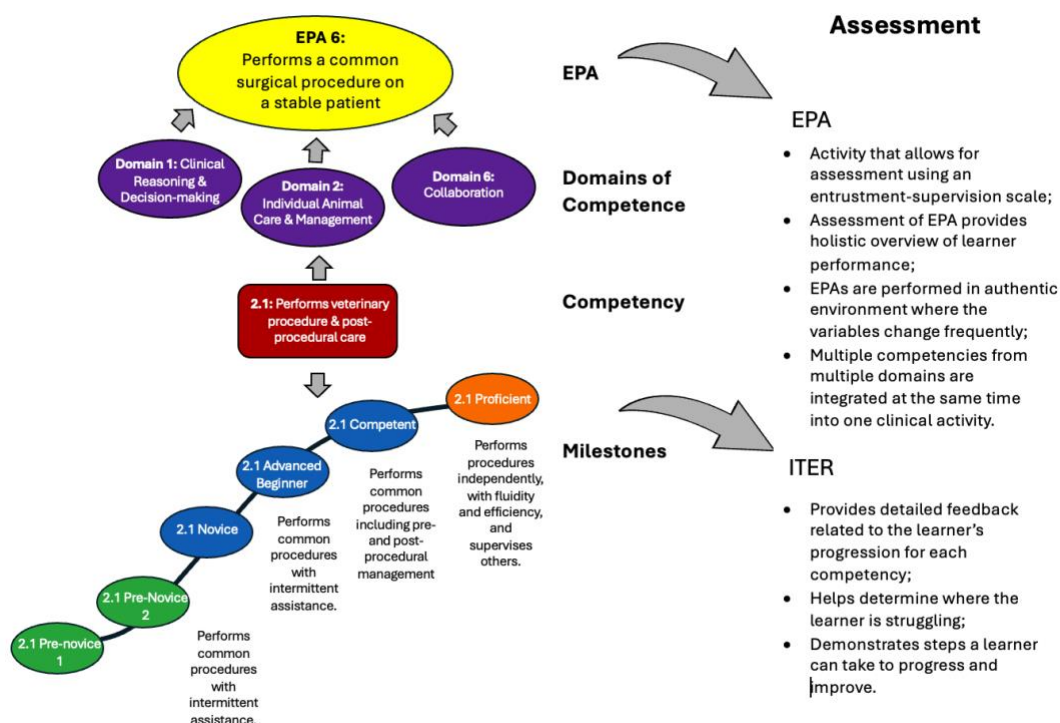 Assessment
EPA 6:
Performs a common
surgical procedure on
a stable patient
EPA
Domain 1: Clinical
Reasoning &
Decision-making
Domain 2:
Individual Animal
Care & Management
Domain 6:
Collaboration
Domains of
Competence
2.1: Performs veterinary
procedure & post-
procedural care
Competency
2.1 Proficient
2.1 Competent
2.1 Advanced
Beginner
2.1 Novice
2.1 Pre-Novice
2
2.1 Pre-novice
1
Milestones
Performs
procedures
independently,
with fluidity
and efficiency,
and
supervises
others.
Performs
common
procedures
including pre-
and post-
procedural
management
Performs
common
procedures
with
intermittent
assistance.
Performs
common
procedures
with
intermittent
assistance.
EPA
• Activity that allows for
assessment using an
entrustment-supervision scale;
• Assessment of EPA provides
holistic overview of learner
performance;
• EPAs are performed in authentic
environment where the
variables change frequently;
• Multiple competencies from
multiple domains are
integrated at the same time
into one clinical activity.
ITER
• Provides detailed feedback
related to the learner's
progression for each
competency;
• Helps determine where the
learner is struggling;
• Demonstrates steps a learner
can take to progress and
improve.